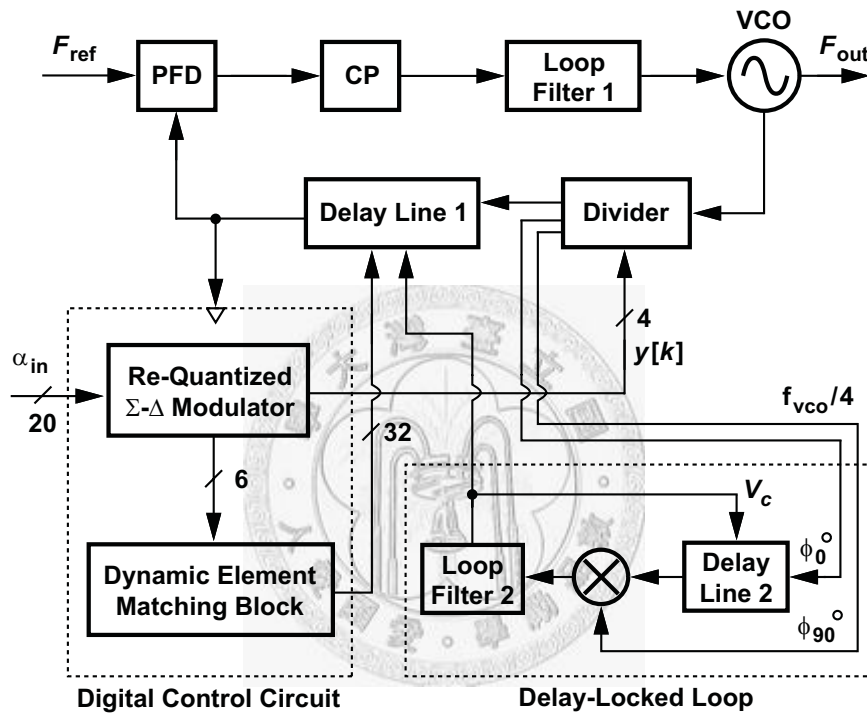 VCO
F_ref
PFD
CP
Loop
Filter 1
F_out
Delay Line 1
Divider
4
y[k]
α_in
20
Re-Quantized
Σ-Δ Modulator
32
6
f_vco/4
V_c
Dynamic Element
Matching Block
Loop
Filter 2
Delay
Line 2
ϕ_0°
ϕ_90°
Digital Control Circuit
Delay-Locked Loop